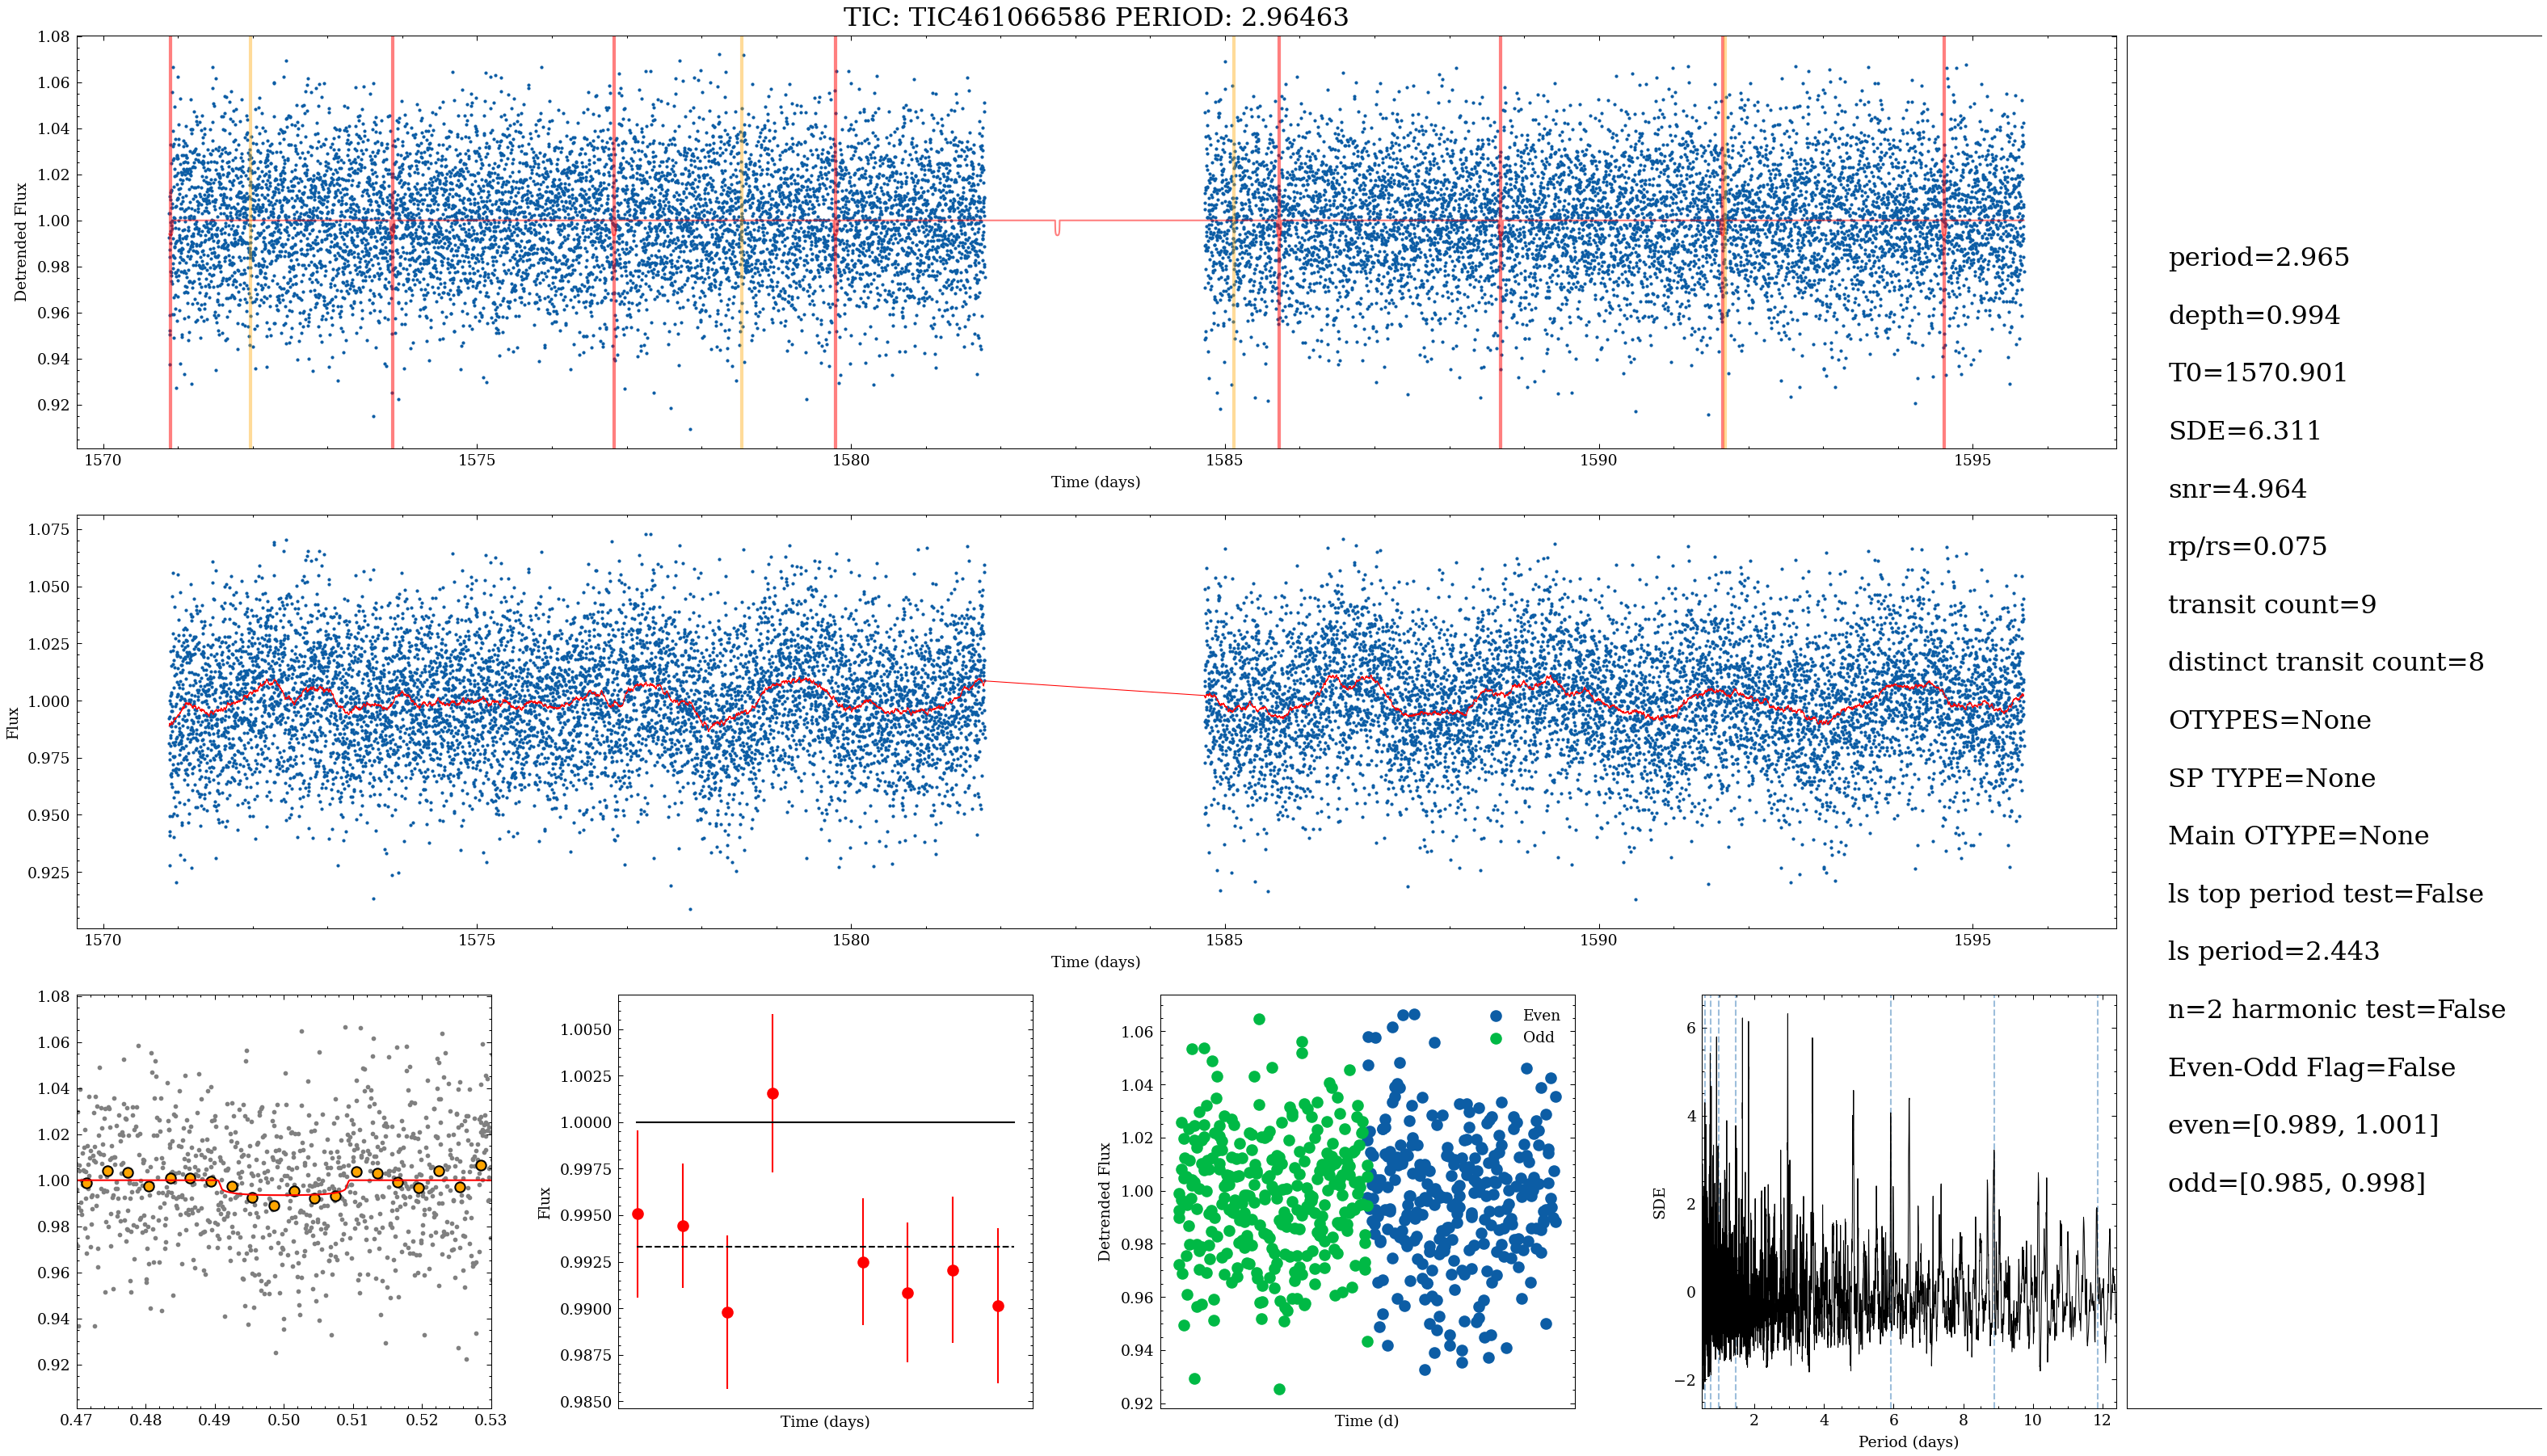 TIC: TIC461066586 PERIOD: 2.96463
1.08
1.06
1.04
1.02
1.00
0.98
0.96
0.94
0.92
Detrended Flux
1570 1575 1580 1585 1590 1595
Time (days)
1.075
1.050
1.025
1.000
0.975
0.950
0.925
Flux
1570 1575 1580 1585 1590 1595
Time (days)
1.08
1.06
1.04
1.02
1.00
0.98
0.96
0.94
0.92
0.47 0.48 0.49 0.50 0.51 0.52 0.53
1.0050
1.0025
1.0000
0.9975
0.9950
0.9925
0.9900
0.9875
0.9850
Flux
Time (days)
Even
Odd
1.06
1.04
1.02
1.00
0.98
0.96
0.94
0.92
Detrended Flux
Time (d)
6
4
2
0
−2
SDE
2 4 6 8 10 12
Period (days)
period=2.965
depth=0.994
T0=1570.901
SDE=6.311
snr=4.964
rp/rs=0.075
transit count=9
distinct transit count=8
OTYPES=None
SP TYPE=None
Main OTYPE=None
ls top period test=False
ls period=2.443
n=2 harmonic test=False
Even-Odd Flag=False
even=[0.989, 1.001]
odd=[0.985, 0.998]